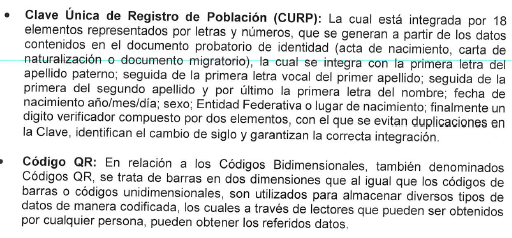 • Clave Única de Registro de Población (CURP): La cual está integrada por 18
elementos representados por letras y números, que se generan a partir de los datos
contenidos en el documento probatorio de identidad (acta de nacimiento, carta de
naturalización o documento migratorio), la cual se integra con la primera letra del
apellido paterno; seguida de la primera letra vocal del primer apellido; seguida de la
primera del segundo apellido y por último la primera letra del nombre; fecha de
nacimiento año/mes/día; sexo; Entidad Federativa o lugar de nacimiento; finalmente un
digito verificador compuesto por dos elementos, con el que se evitan duplicaciones en
la Clave, identifican el cambio de siglo y garantizan la correcta integración.
• Código QR: En relación a los Códigos Bidimensionales, también denominados
Códigos QR, se trata de barras en dos dimensiones que al igual que los códigos de
barras o códigos unidimensionales, son utilizados para almacenar diversos tipos de
datos de manera codificada, los cuales a través de lectores que pueden ser obtenidos
por cualquier persona, pueden obtener los referidos datos.